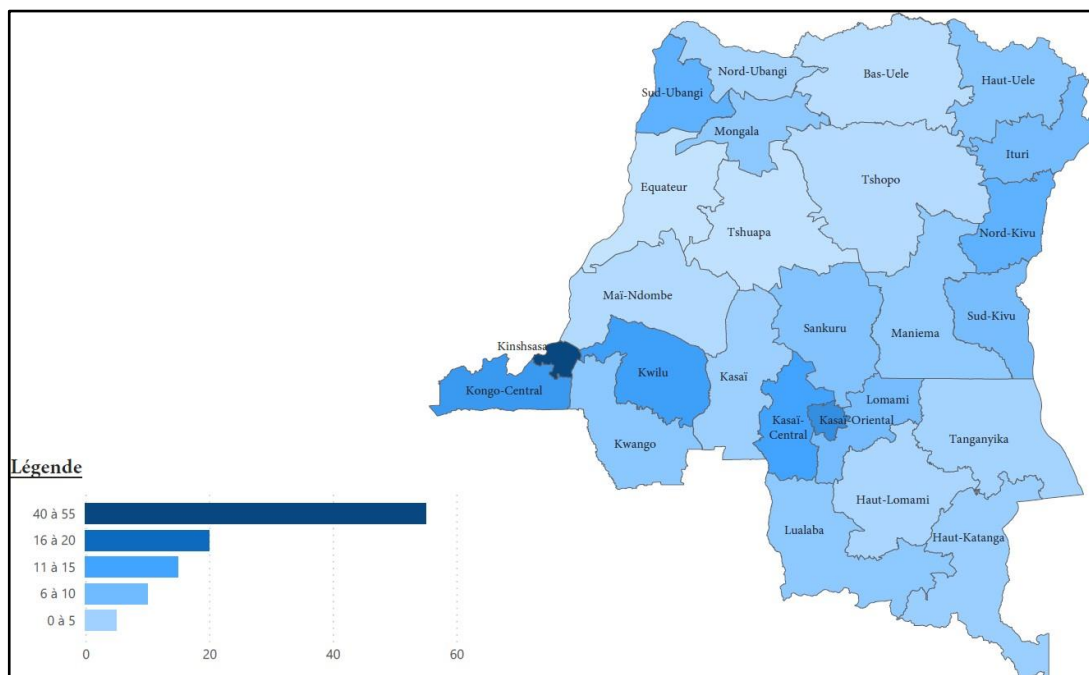 Nord-Ubangi
Bas-Uele
Haut-Uele
Sud-Ubangi
Mongala
Ituri
Equateur
Tshopo
Tshuapa
Nord-Kivu
Maï-Ndombe
Sankuru
Maniema
Sud-Kivu
Kinshsasa
Kwilu
Kasaï
Kongo-Central
Lomami
Kasaï-
Central
Kasaï-Oriental
Kwango
Tanganyika
Haut-Lomami
Lualaba
Haut-Katanga
Légende
40 à 55
16 à 20
11 à 15
6 à 10
0 à 5
0 20 40 60